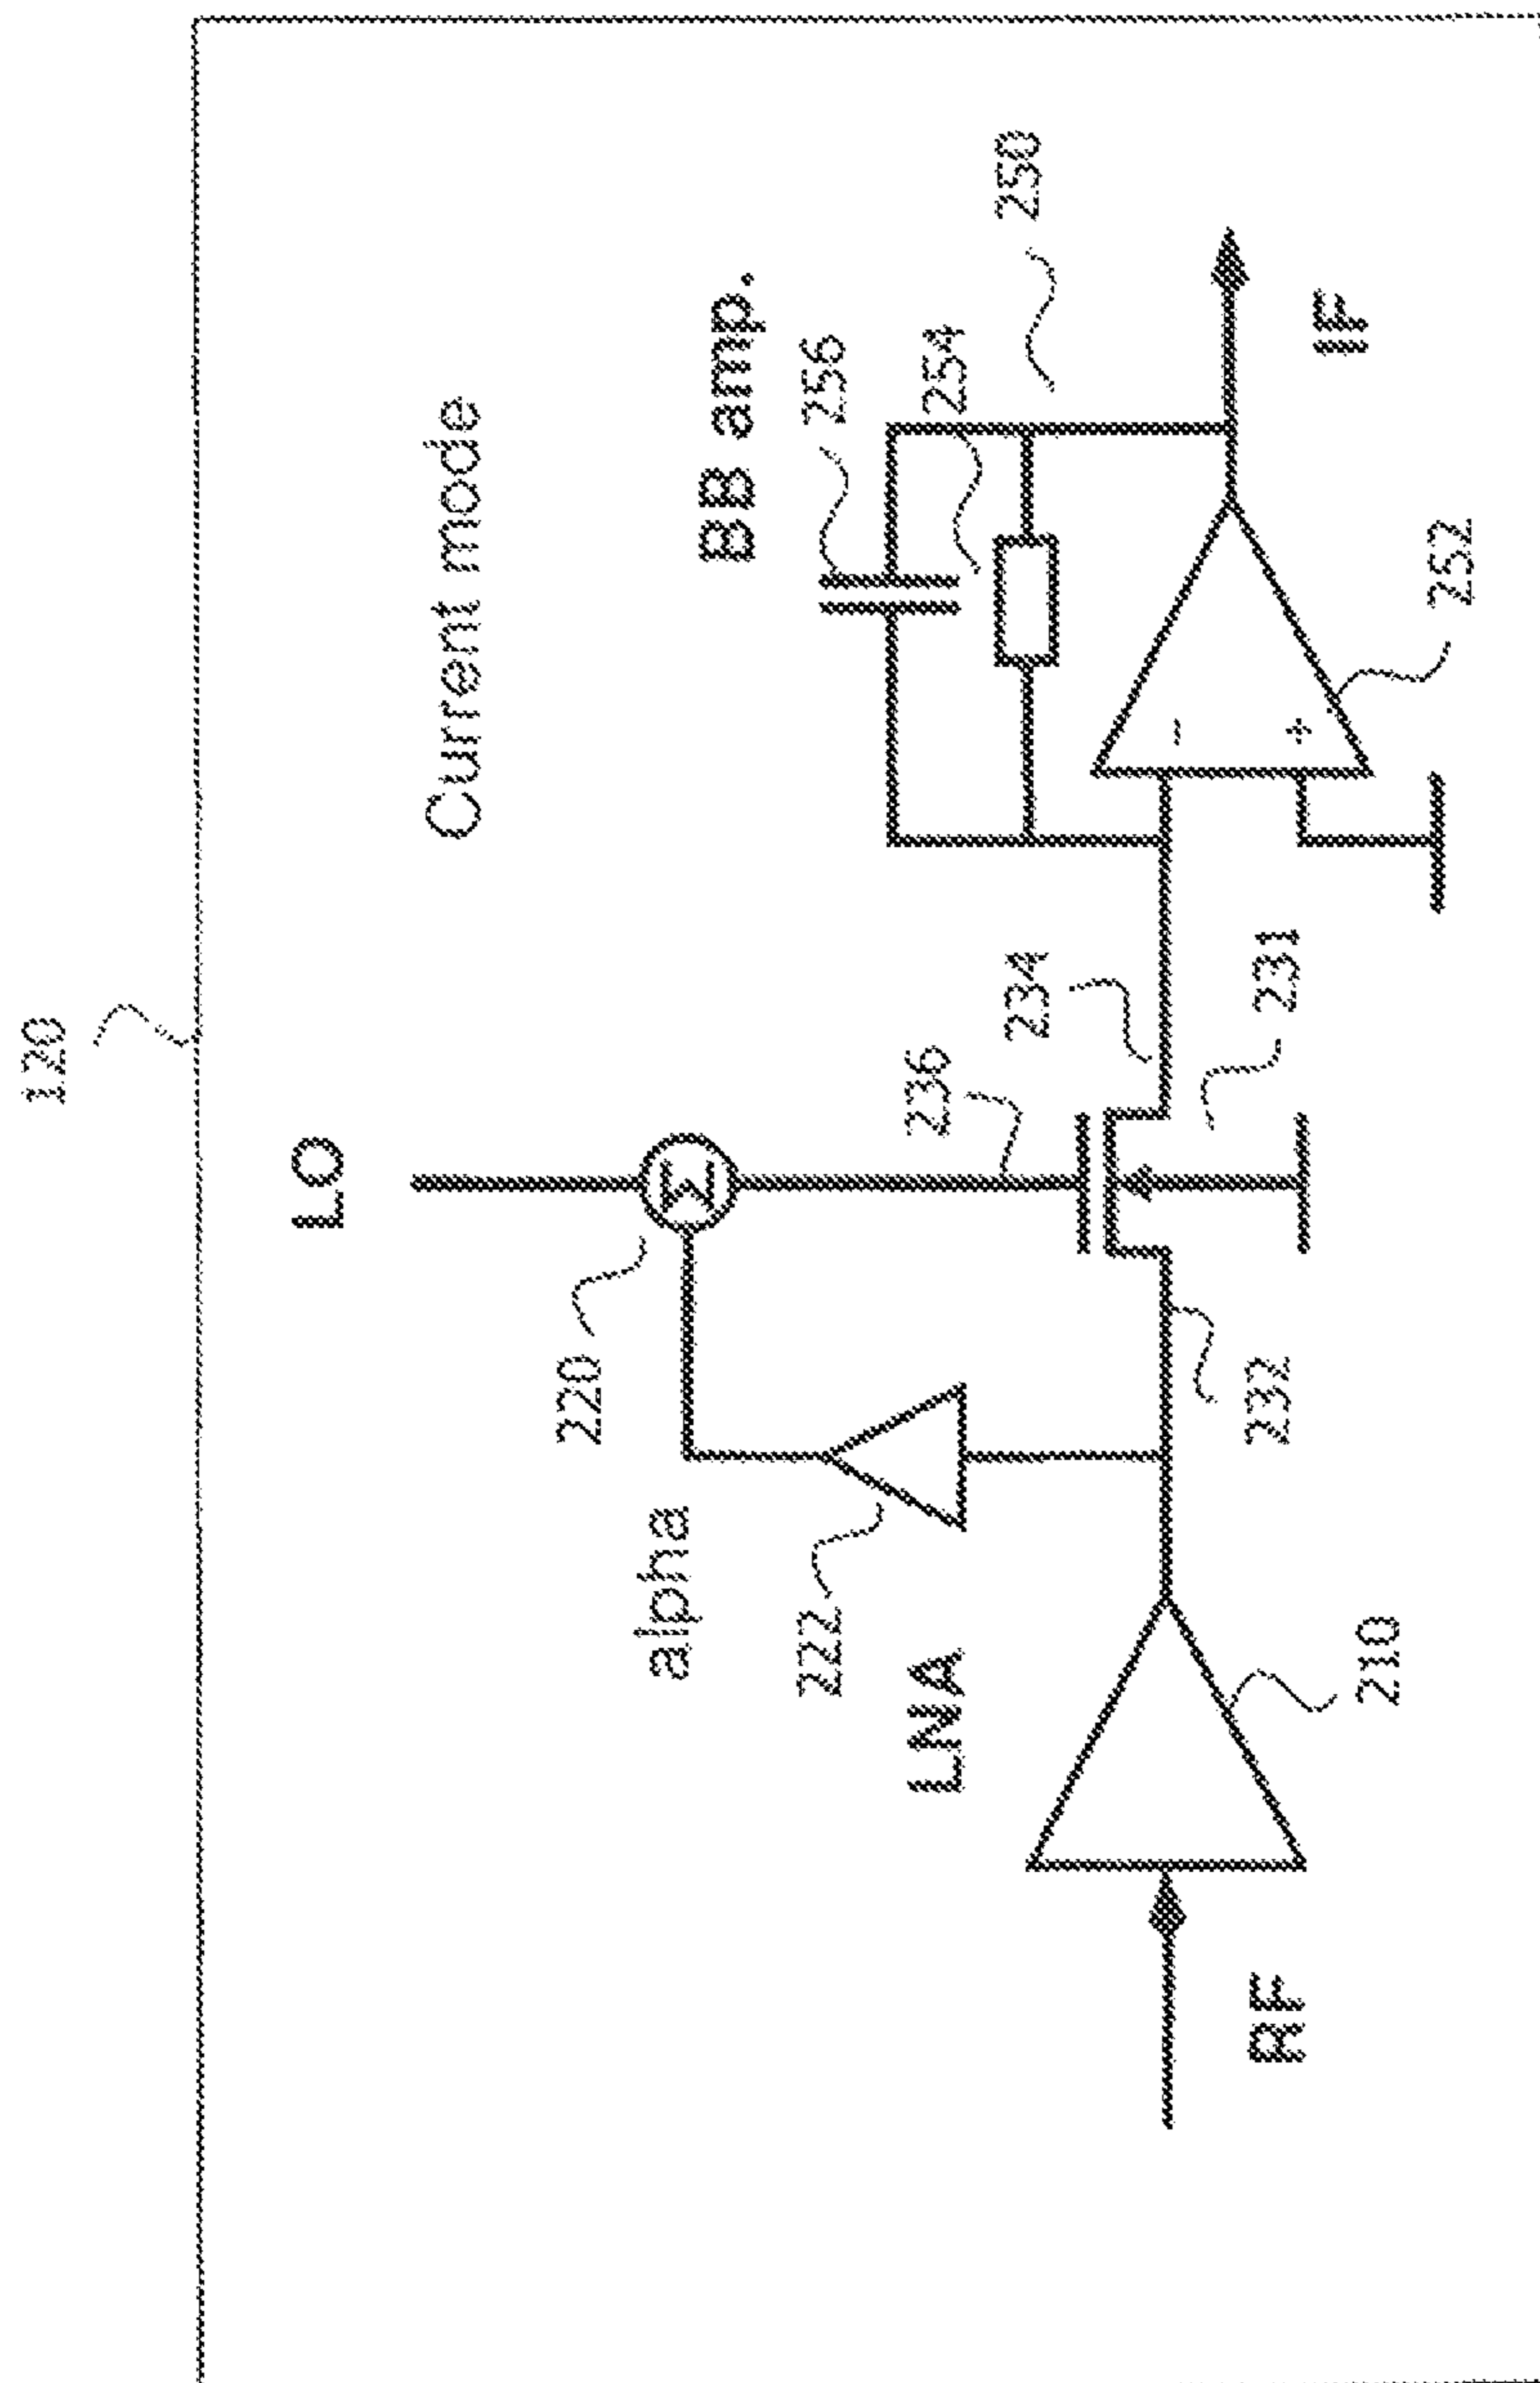 120
LO
Current mode
220
alpha
BB amp.
256
222
236
254
LNA
234
250
232
231
RF
210
252
IF
Σ
-
+